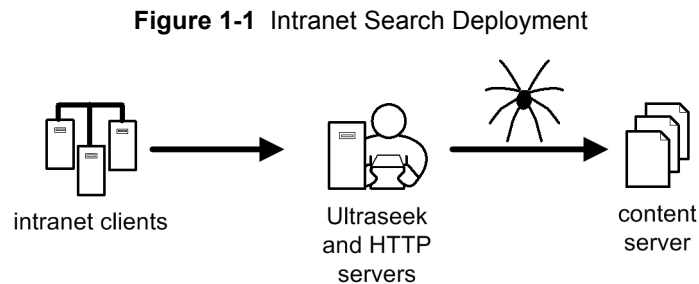 Figure 1-1 Intranet Search Deployment
intranet clients
Ultraseek
and HTTP
servers
content
server